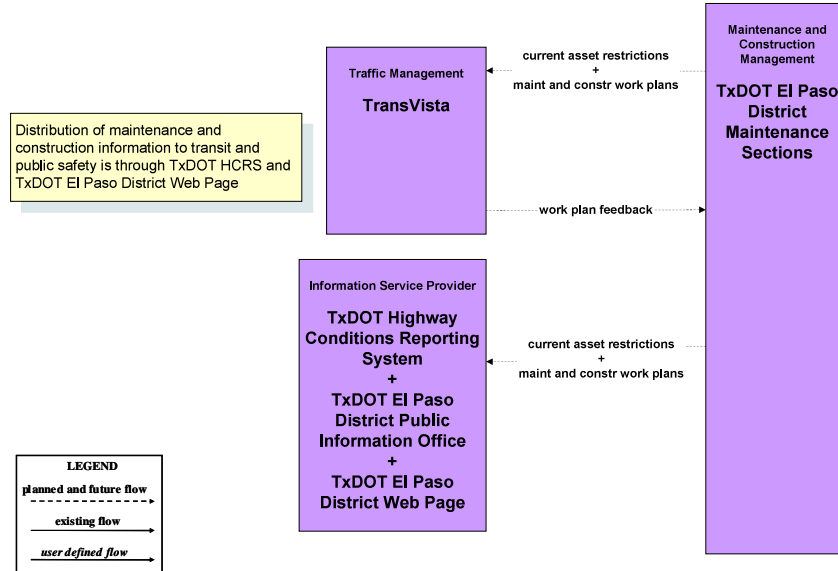 Maintenance and
Construction
Management
TxDOT El Paso
District
Maintenance
Sections
Traffic Management
TransVista
current asset restrictions
+
maint and constr work plans
Distribution of maintenance and
construction information to transit and
public safety is through TxDOT HCRS and
TxDOT El Paso District Web Page
work plan feedback
Information Service Provider
TxDOT Highway
Conditions Reporting
System
+
TxDOT El Paso
District Public
Information Office
+
TxDOT El Paso
District Web Page
current asset restrictions
+
maint and constr work plans
LEGEND
planned and future flow
existing flow
user defined flow